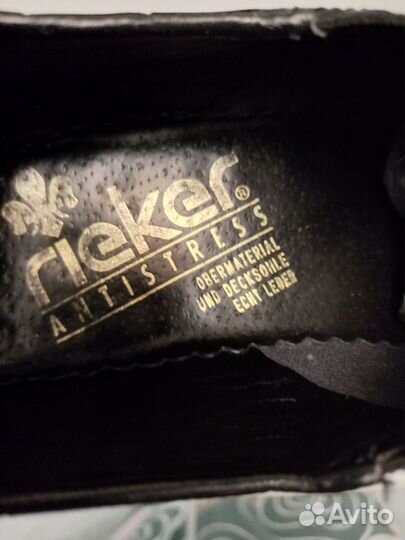 rieker®
ANTISTRESS
OBERMATERIAL
UND DECKSOHLE
ECHT LEDER
Avito